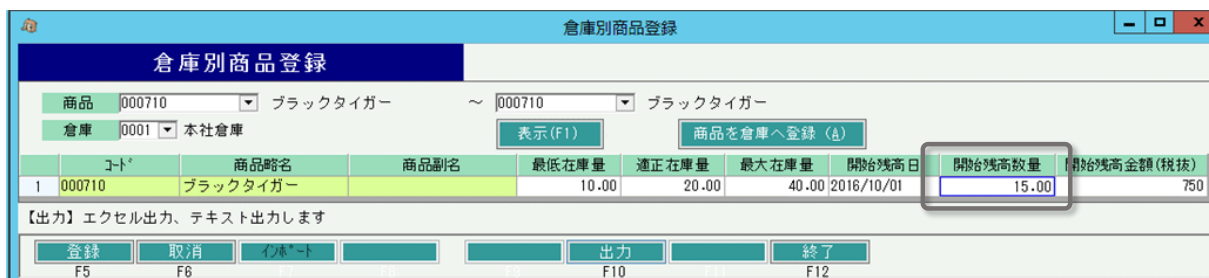 倉庫別商品登録
倉庫別商品登録
商品 000710 ブラックタイガー ～ 000710 ブラックタイガー
倉庫 0001 本社倉庫 表示(F1) 商品を倉庫へ登録 (A)
ｺｰﾄﾞ 商品略名 商品副名 最低在庫量 適正在庫量 最大在庫量 開始残高日 開始残高数量 開始残高金額(税抜)
1 000710 ブラックタイガー 10.00 20.00 40.00 2016/10/01 15.00 750
【出力】エクセル出力、テキスト出力します
登録 取消 ｲﾝﾎﾟｰﾄ 出力 終了
F5 F6 F7 F8 F9 F10 F11 F12